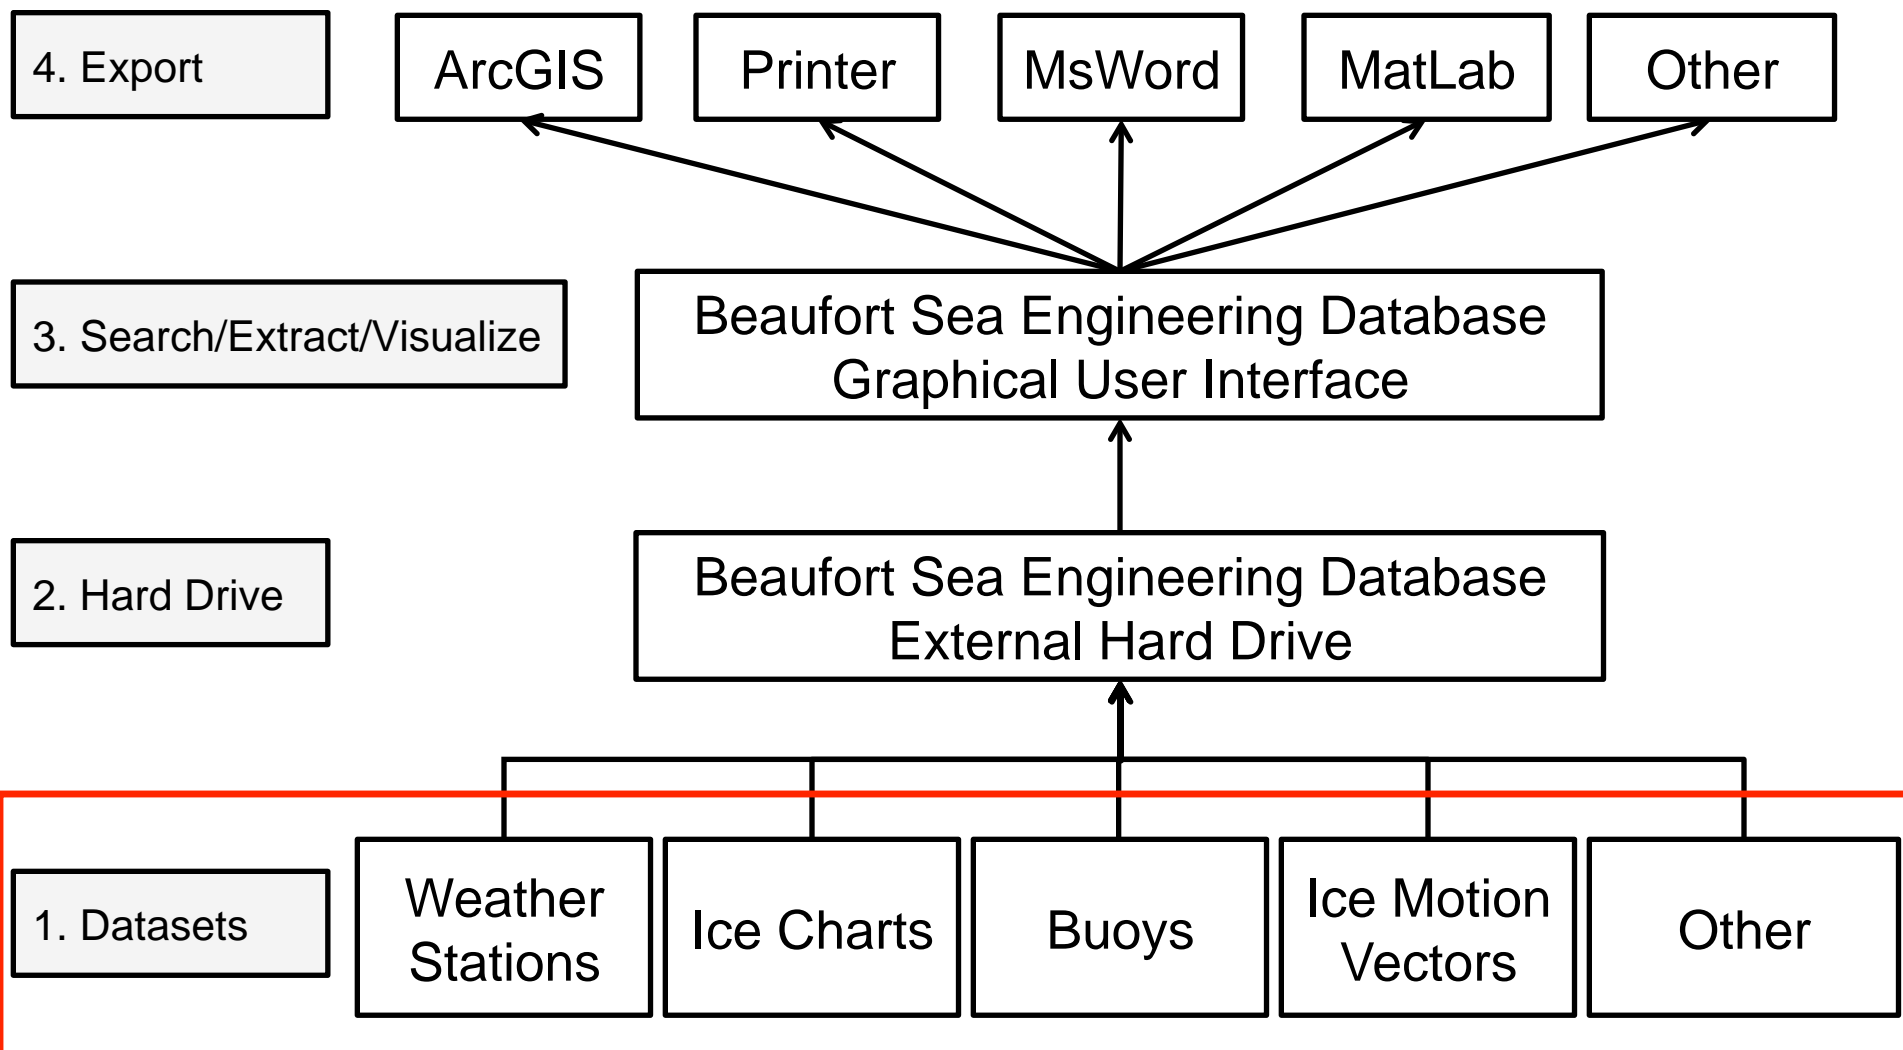 4. Export
ArcGIS
Printer
MsWord
MatLab
Other
3. Search/Extract/Visualize
Beaufort Sea Engineering Database
Graphical User Interface
2. Hard Drive
Beaufort Sea Engineering Database
External Hard Drive
1. Datasets
Weather
Stations
Ice Charts
Buoys
Ice Motion
Vectors
Other